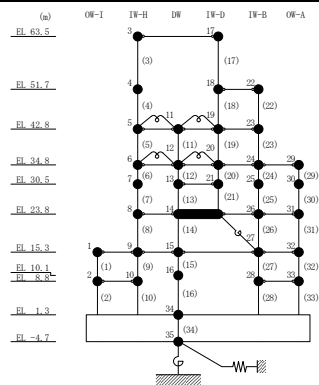 (m) OW-I IW-H DW IW-D IW-B OW-A
EL 63.5 3 17
(3) (17)
EL 51.7 4 18 22
(4) (18) (22)
EL 42.8 5 11 19 23
(5) (11) (19) (23)
EL 34.8 6 12 20 24 29
(6) (12) (20) (24) (29)
EL 30.5 7 13 21 25 30
(7) (13) (21) (25) (30)
EL 23.8 8 14 26 31
(8) (14) (26) (31)
EL 15.3 1 9 15 27 32
(1) (9) (15) (27) (32)
EL 10.1 16
EL 8.8 2 10 28 33
(2) (10) (16) (28) (33)
EL 1.3 34
(34)
EL -4.7 35